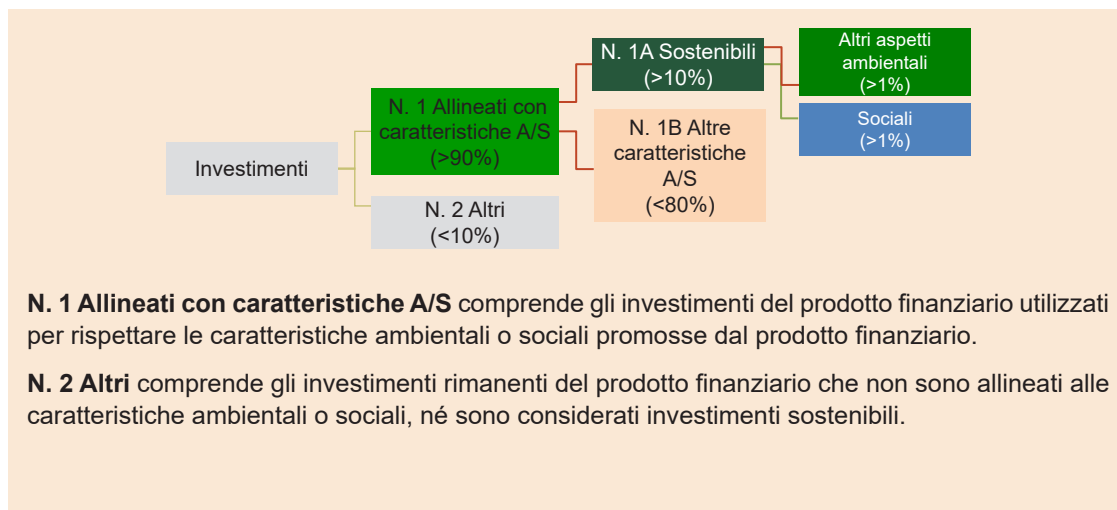 Investimenti
N. 1 Allineati con
caratteristiche A/S
(>90%)
N. 2 Altri
(<10%)
N. 1A Sostenibili
(>10%)
N. 1B Altre
caratteristiche
A/S
(<80%)
Altri aspetti
ambientali
(>1%)
Sociali
(>1%)
N. 1 Allineati con caratteristiche A/S comprende gli investimenti del prodotto finanziario utilizzati
per rispettare le caratteristiche ambientali o sociali promosse dal prodotto finanziario.
N. 2 Altri comprende gli investimenti rimanenti del prodotto finanziario che non sono allineati alle
caratteristiche ambientali o sociali, né sono considerati investimenti sostenibili.